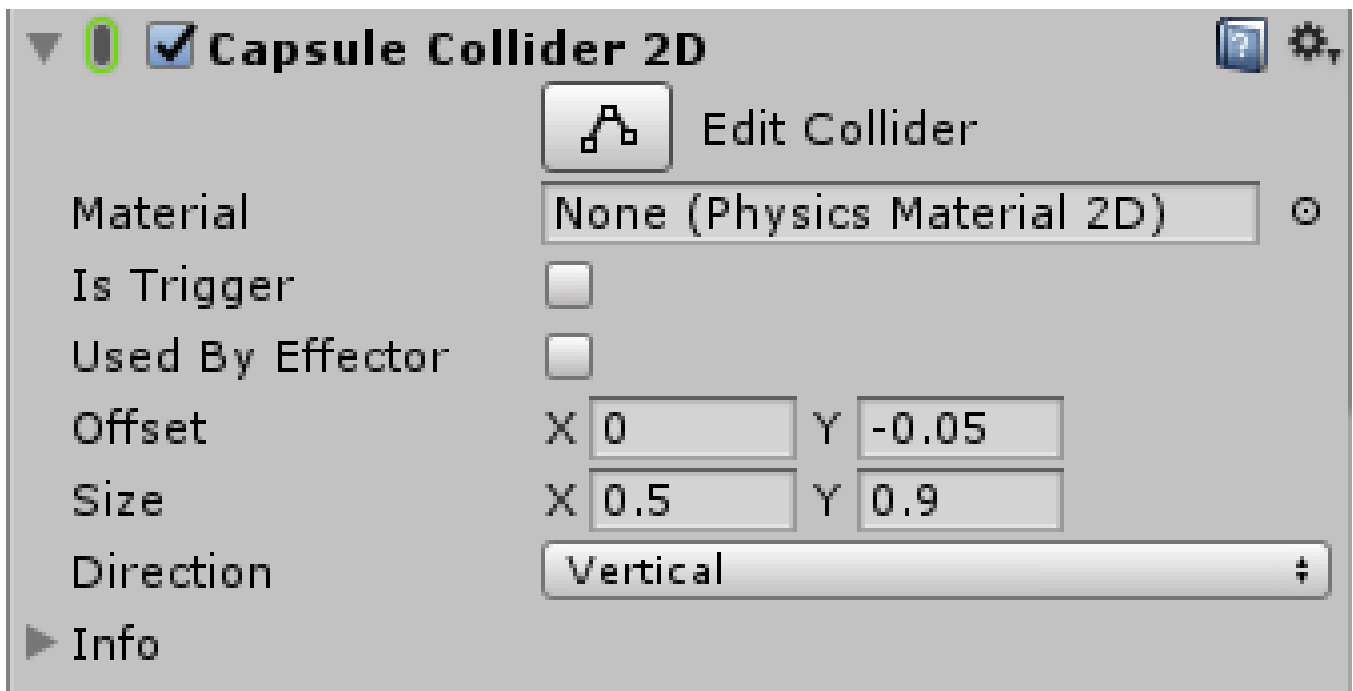 Capsule Collider 2D
Edit Collider
Material None (Physics Material 2D)
Is Trigger
Used By Effector
Offset X 0 Y -0.05
Size X 0.5 Y 0.9
Direction Vertical
Info